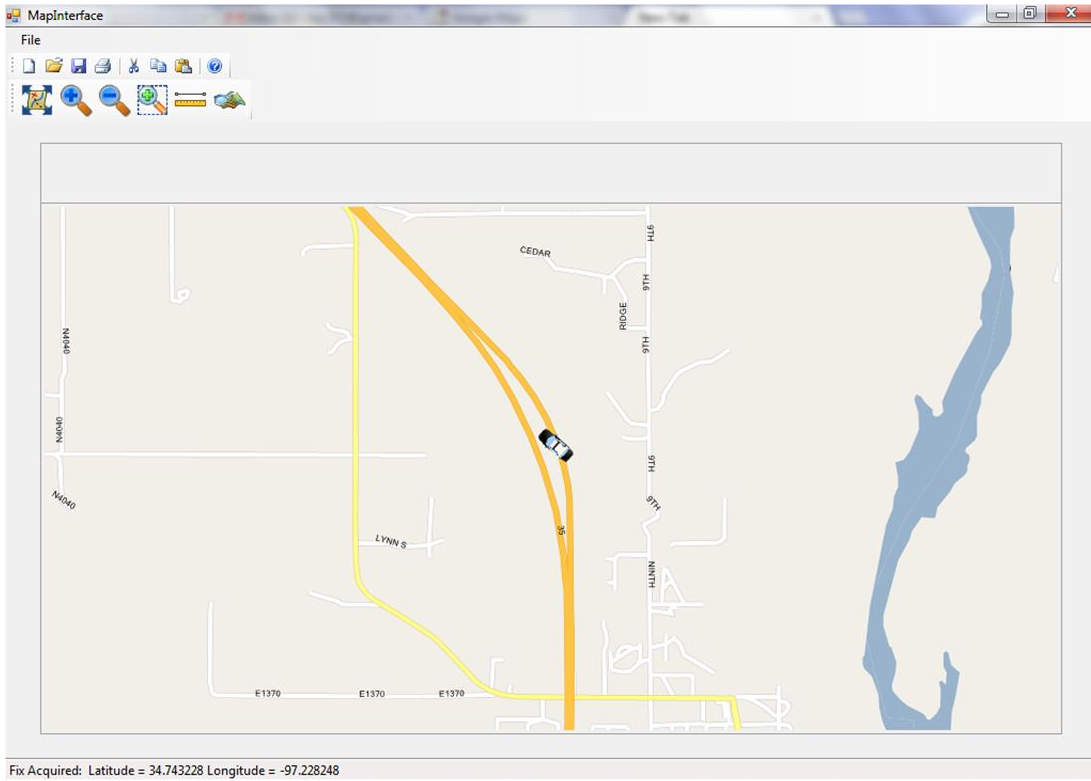 MapInterface
File
9TH
CEDAR
9TH
RIDGE
N4040
9TH
N4040
9TH
N4040
9TH
35
LYNN S
NINTH
E1370 E1370 E1370
Fix Acquired: Latitude = 34.743228 Longitude = -97.228248